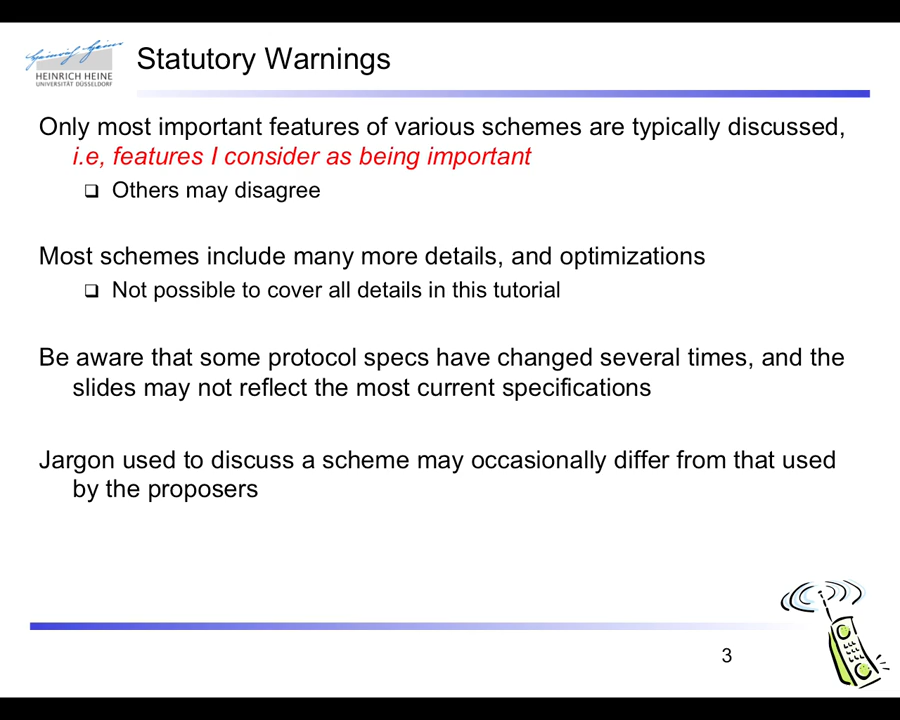 Heinrich Heine
HEINRICH HEINE
UNIVERSITÄT DÜSSELDORF
Statutory Warnings
Only most important features of various schemes are typically discussed,
i.e, features I consider as being important
❑ Others may disagree
Most schemes include many more details, and optimizations
❑ Not possible to cover all details in this tutorial
Be aware that some protocol specs have changed several times, and the
slides may not reflect the most current specifications
Jargon used to discuss a scheme may occasionally differ from that used
by the proposers
3